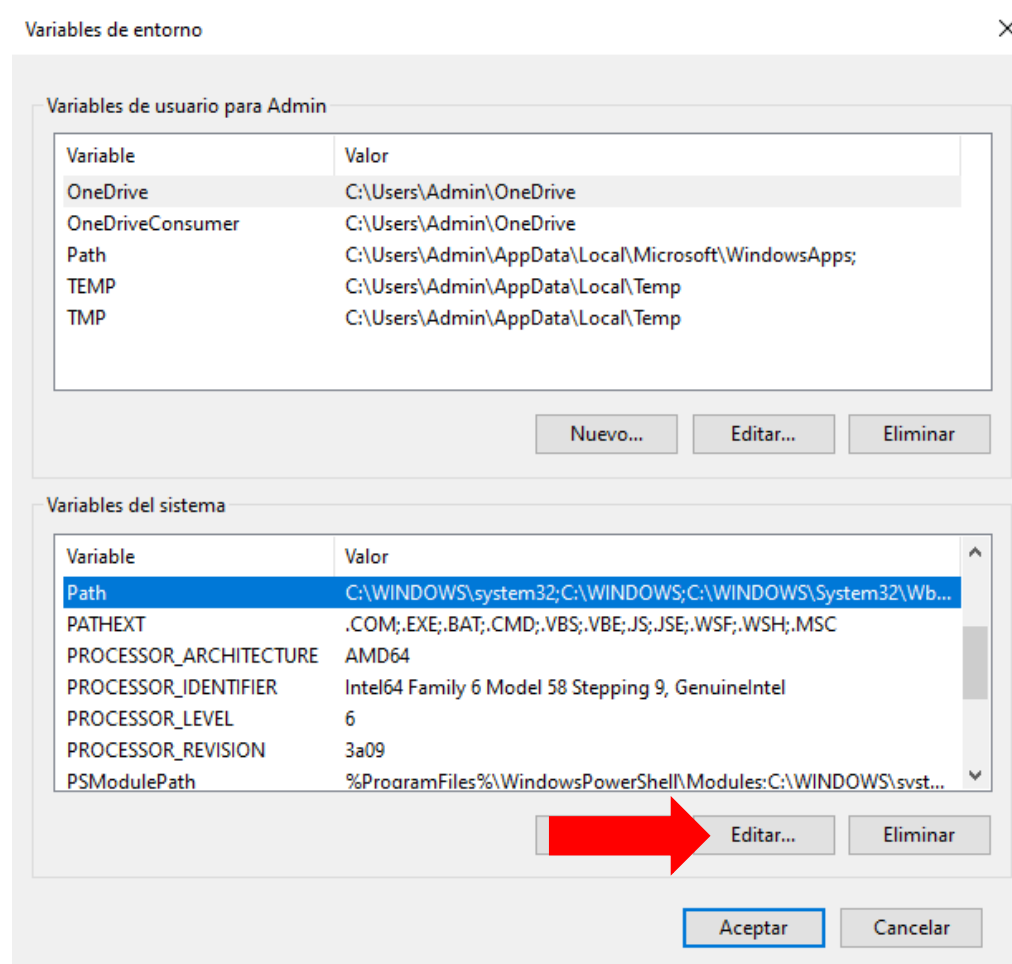 Variables de entorno
Variables de usuario para Admin
Variable Valor
OneDrive C:\Users\Admin\OneDrive
OneDriveConsumer C:\Users\Admin\OneDrive
Path C:\Users\Admin\AppData\Local\Microsoft\WindowsApps;
TEMP C:\Users\Admin\AppData\Local\Temp
TMP C:\Users\Admin\AppData\Local\Temp
Nuevo... Editar... Eliminar
Variables del sistema
Variable Valor
Path C:\WINDOWS\system32;C:\WINDOWS;C:\WINDOWS\System32\Wb...
PATHEXT .COM;.EXE;.BAT;.CMD;.VBS;.VBE;.JS;.JSE;.WSF;.WSH;.MSC
PROCESSOR_ARCHITECTURE AMD64
PROCESSOR_IDENTIFIER Intel64 Family 6 Model 58 Stepping 9, GenuineIntel
PROCESSOR_LEVEL 6
PROCESSOR_REVISION 3a09
PSModulePath %ProgramFiles%\WindowsPowerShell\Modules;C:\WINDOWS\syst...
Editar... Eliminar
Aceptar Cancelar